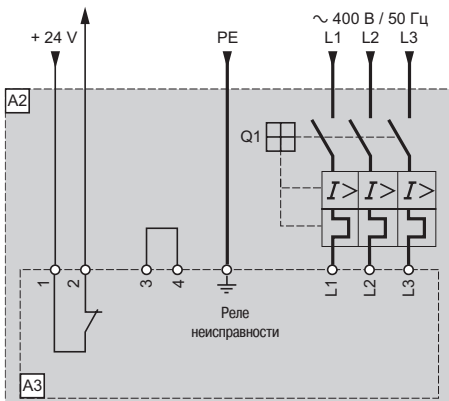 ∼ 400 В / 50 Гц
+ 24 V
PE
L1 L2 L3
A2
Q1
I> I> I>
1 2 3 4 L1 L2 L3
Реле
неисправности
A3